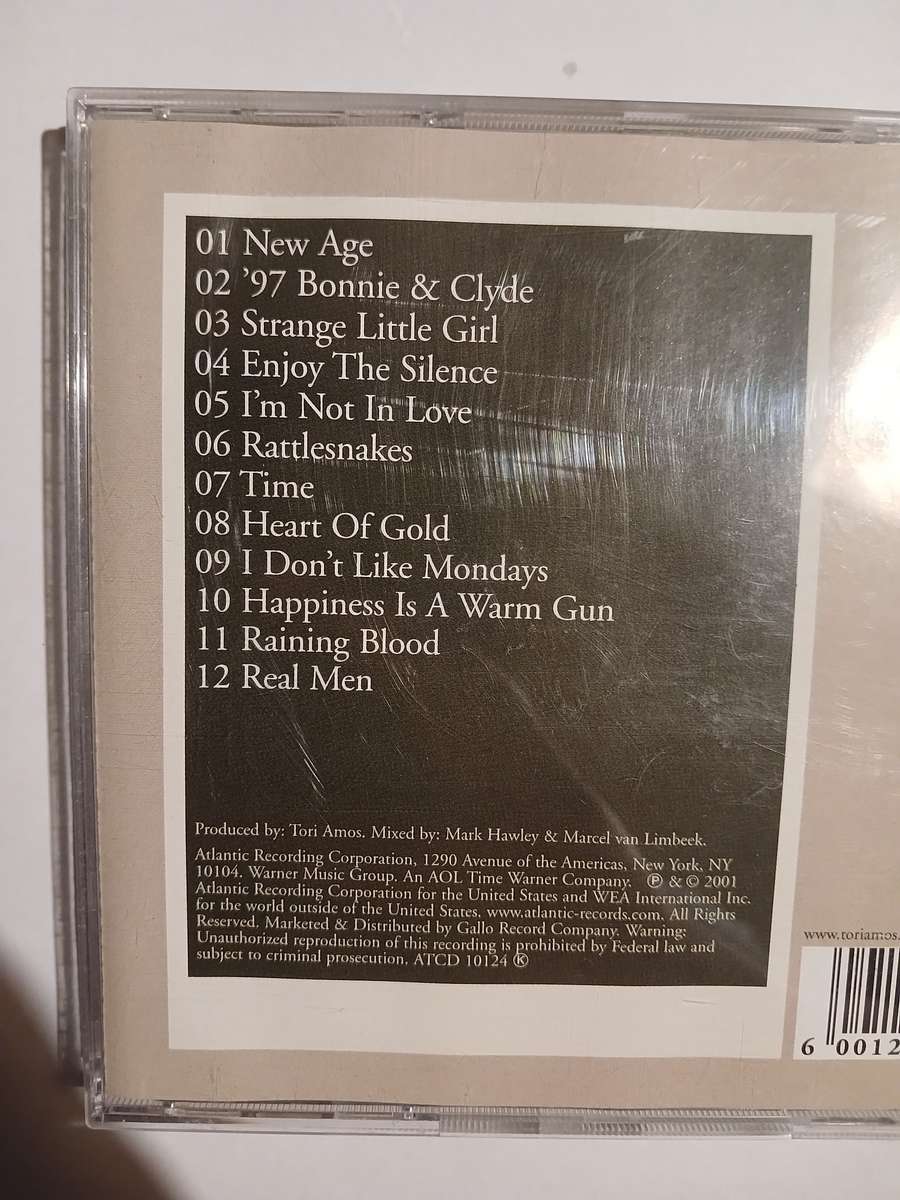 01 New Age
02 ’97 Bonnie & Clyde
03 Strange Little Girl
04 Enjoy The Silence
05 I’m Not In Love
06 Rattlesnakes
07 Time
08 Heart Of Gold
09 I Don’t Like Mondays
10 Happiness Is A Warm Gun
11 Raining Blood
12 Real Men
Produced by: Tori Amos. Mixed by: Mark Hawley & Marcel van Limbeek.
Atlantic Recording Corporation, 1290 Avenue of the Americas, New York, NY
10104. Warner Music Group. An AOL Time Warner Company. ℗ & © 2001
Atlantic Recording Corporation for the United States and WEA International Inc.
for the world outside of the United States. www.atlantic-records.com. All Rights
Reserved. Marketed & Distributed by Gallo Record Company. Warning:
Unauthorized reproduction of this recording is prohibited by Federal law and
subject to criminal prosecution. ATCD 10124 Ⓚ
www.toriamos.
6 0012